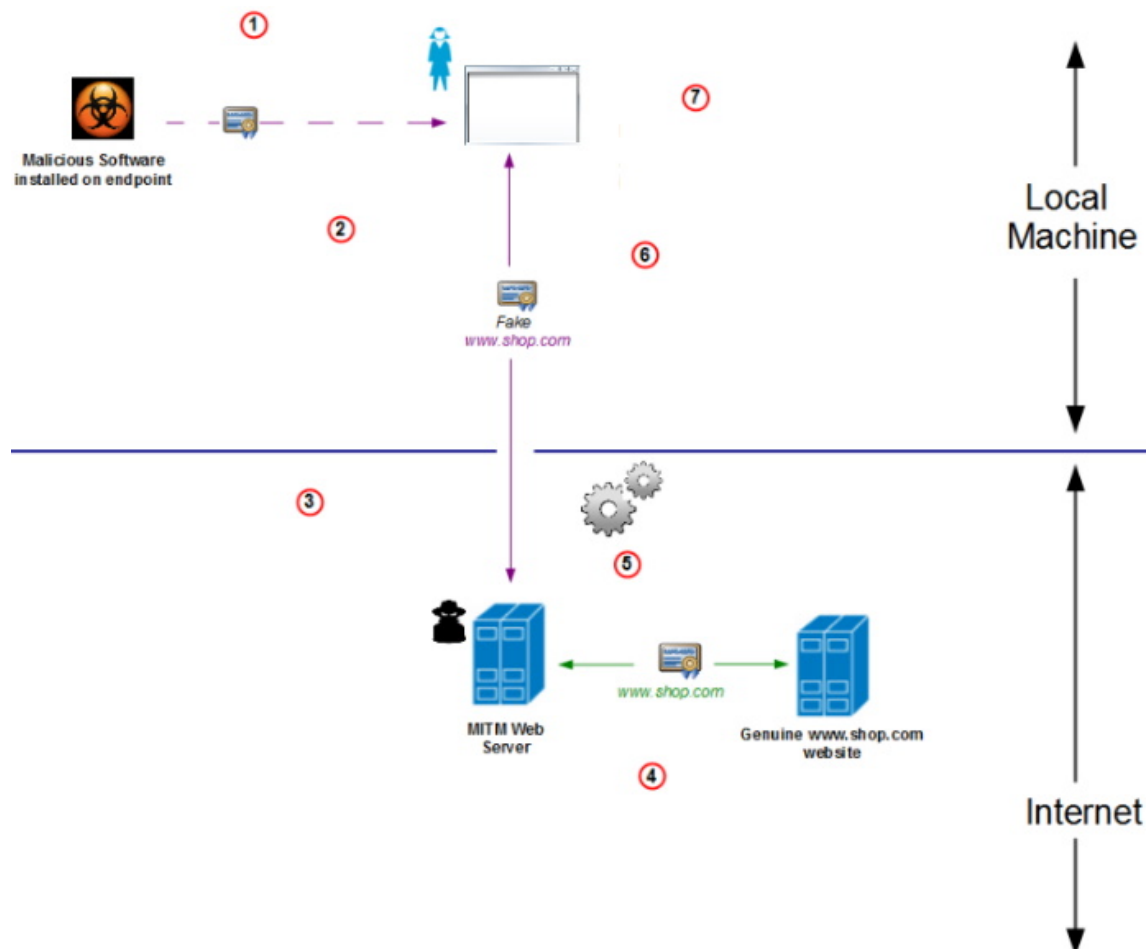 1
7
Malicious Software
installed on endpoint
Local
Machine
2
6
Fake
www.shop.com
3
5
www.shop.com
MITM Web
Server
Genuine www.shop.com
website
4
Internet